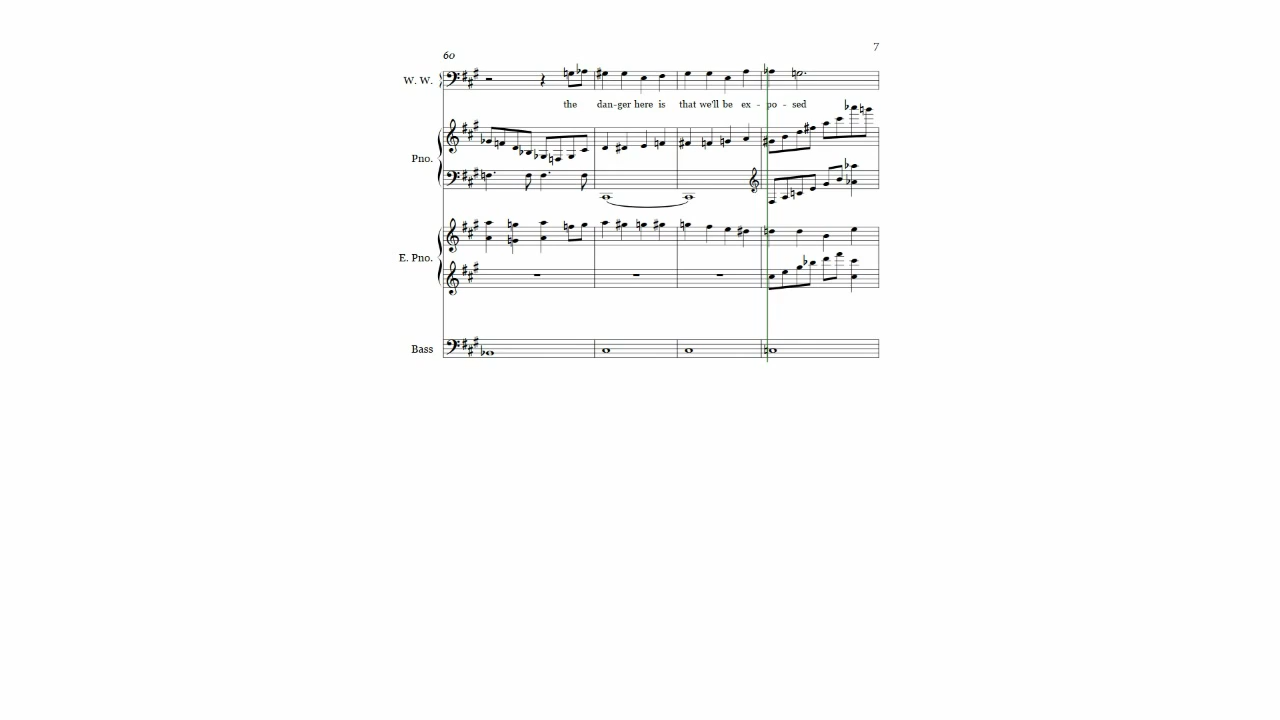 7
60
W. W.
the dan-ger here is that we'll be ex - po - sed
Pno.
E. Pno.
Bass